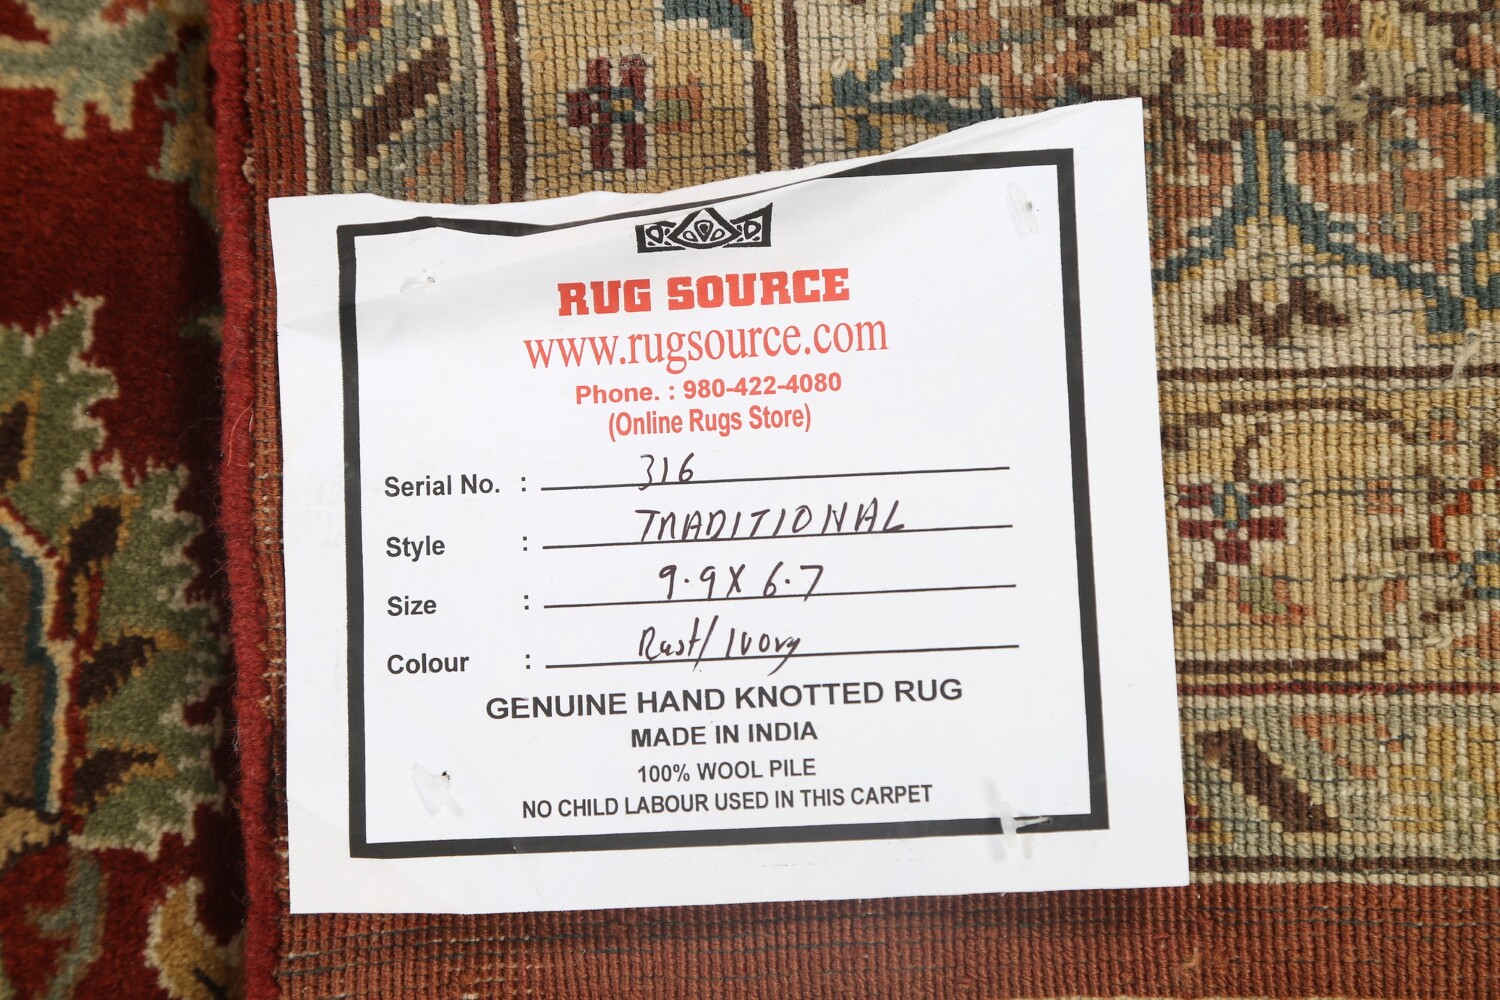 RUG SOURCE
www.rugsource.com
Phone. : 980-422-4080
(Online Rugs Store)
Serial No. : 316
Style : TRADITIONAL
Size : 9.9 X 6.7
Colour : Rust/Ivory
GENUINE HAND KNOTTED RUG
MADE IN INDIA
100% WOOL PILE
NO CHILD LABOUR USED IN THIS CARPET